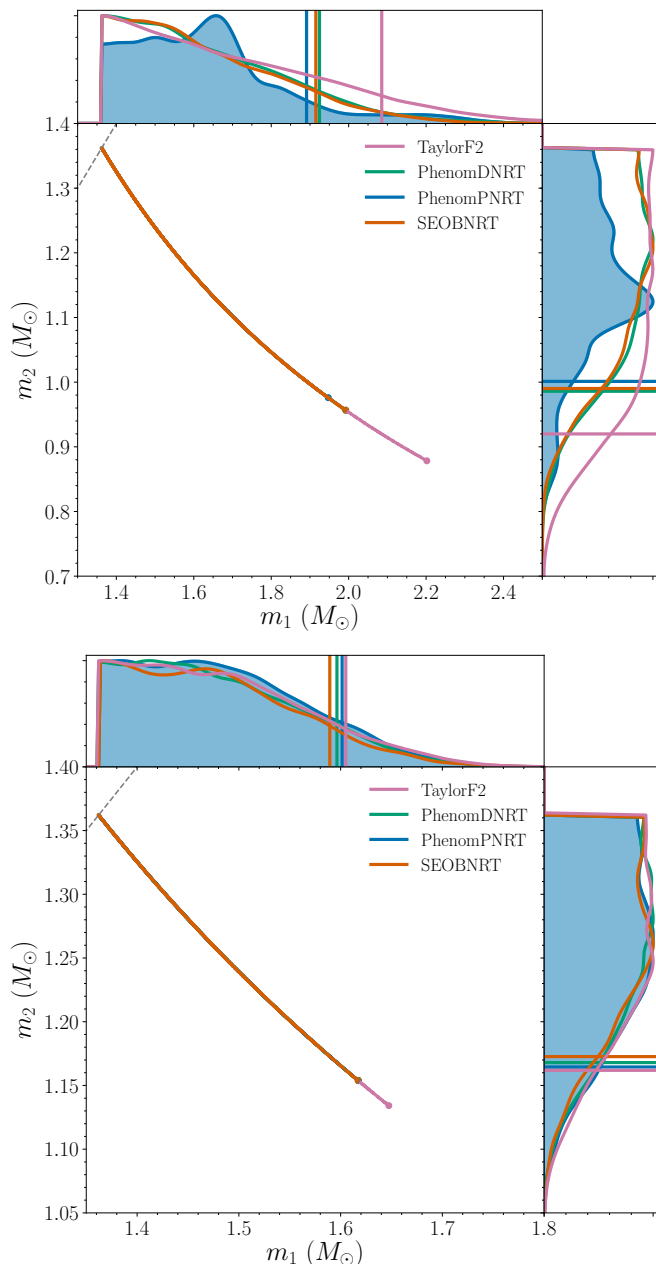 1.4
1.3
1.2
1.1
1.0
0.9
0.8
0.7
m₂ (M⊙)
TaylorF2
PhenomDNRT
PhenomPNRT
SEOBNRT
1.4 1.6 1.8 2.0 2.2 2.4
m₁ (M⊙)
1.40
1.35
1.30
1.25
1.20
1.15
1.10
1.05
m₂ (M⊙)
TaylorF2
PhenomDNRT
PhenomPNRT
SEOBNRT
1.4 1.5 1.6 1.7 1.8
m₁ (M⊙)